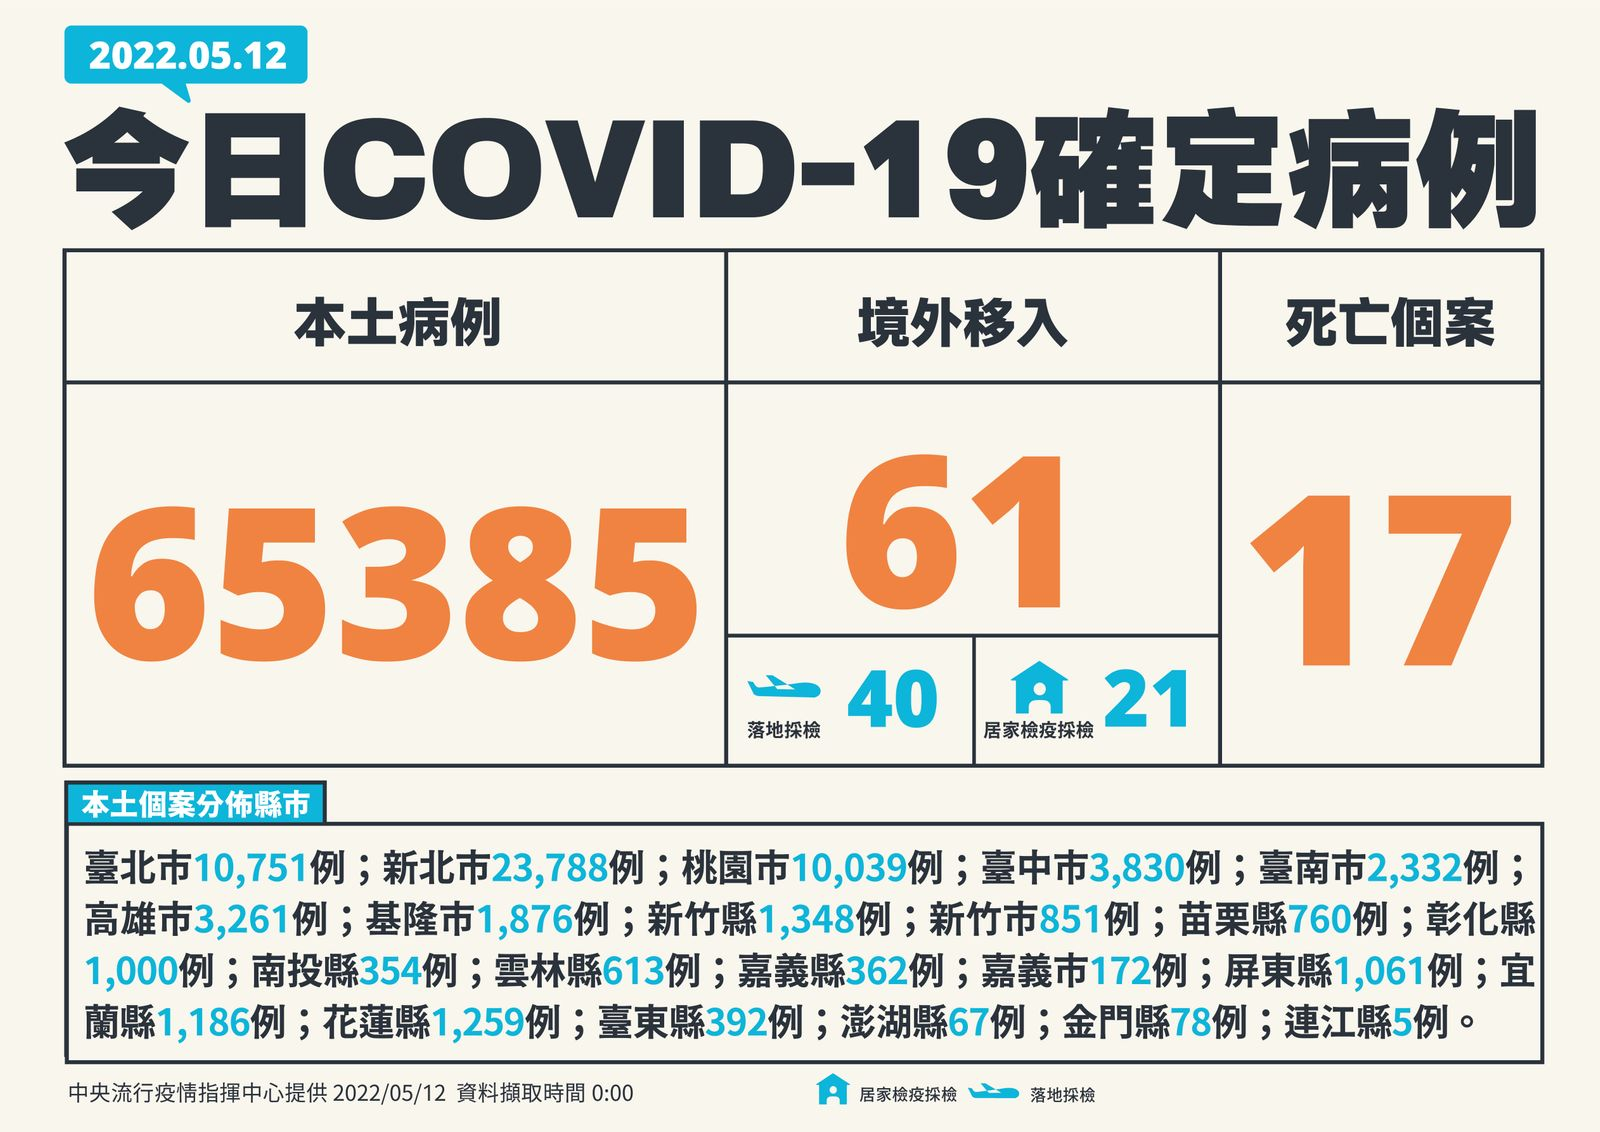 2022.05.12
今日COVID-19確定病例
本土病例
境外移入
死亡個案
65385
61
17
40
落地採檢
21
居家檢疫採檢
本土個案分佈縣市
臺北市10,751例；新北市23,788例；桃園市10,039例；臺中市3,830例；臺南市2,332例；
高雄市3,261例；基隆市1,876例；新竹縣1,348例；新竹市851例；苗栗縣760例；彰化縣
1,000例；南投縣354例；雲林縣613例；嘉義縣362例；嘉義市172例；屏東縣1,061例；宜
蘭縣1,186例；花蓮縣1,259例；臺東縣392例；澎湖縣67例；金門縣78例；連江縣5例。
中央流行疫情指揮中心提供 2022/05/12 資料擷取時間 0:00
居家檢疫採檢
落地採檢